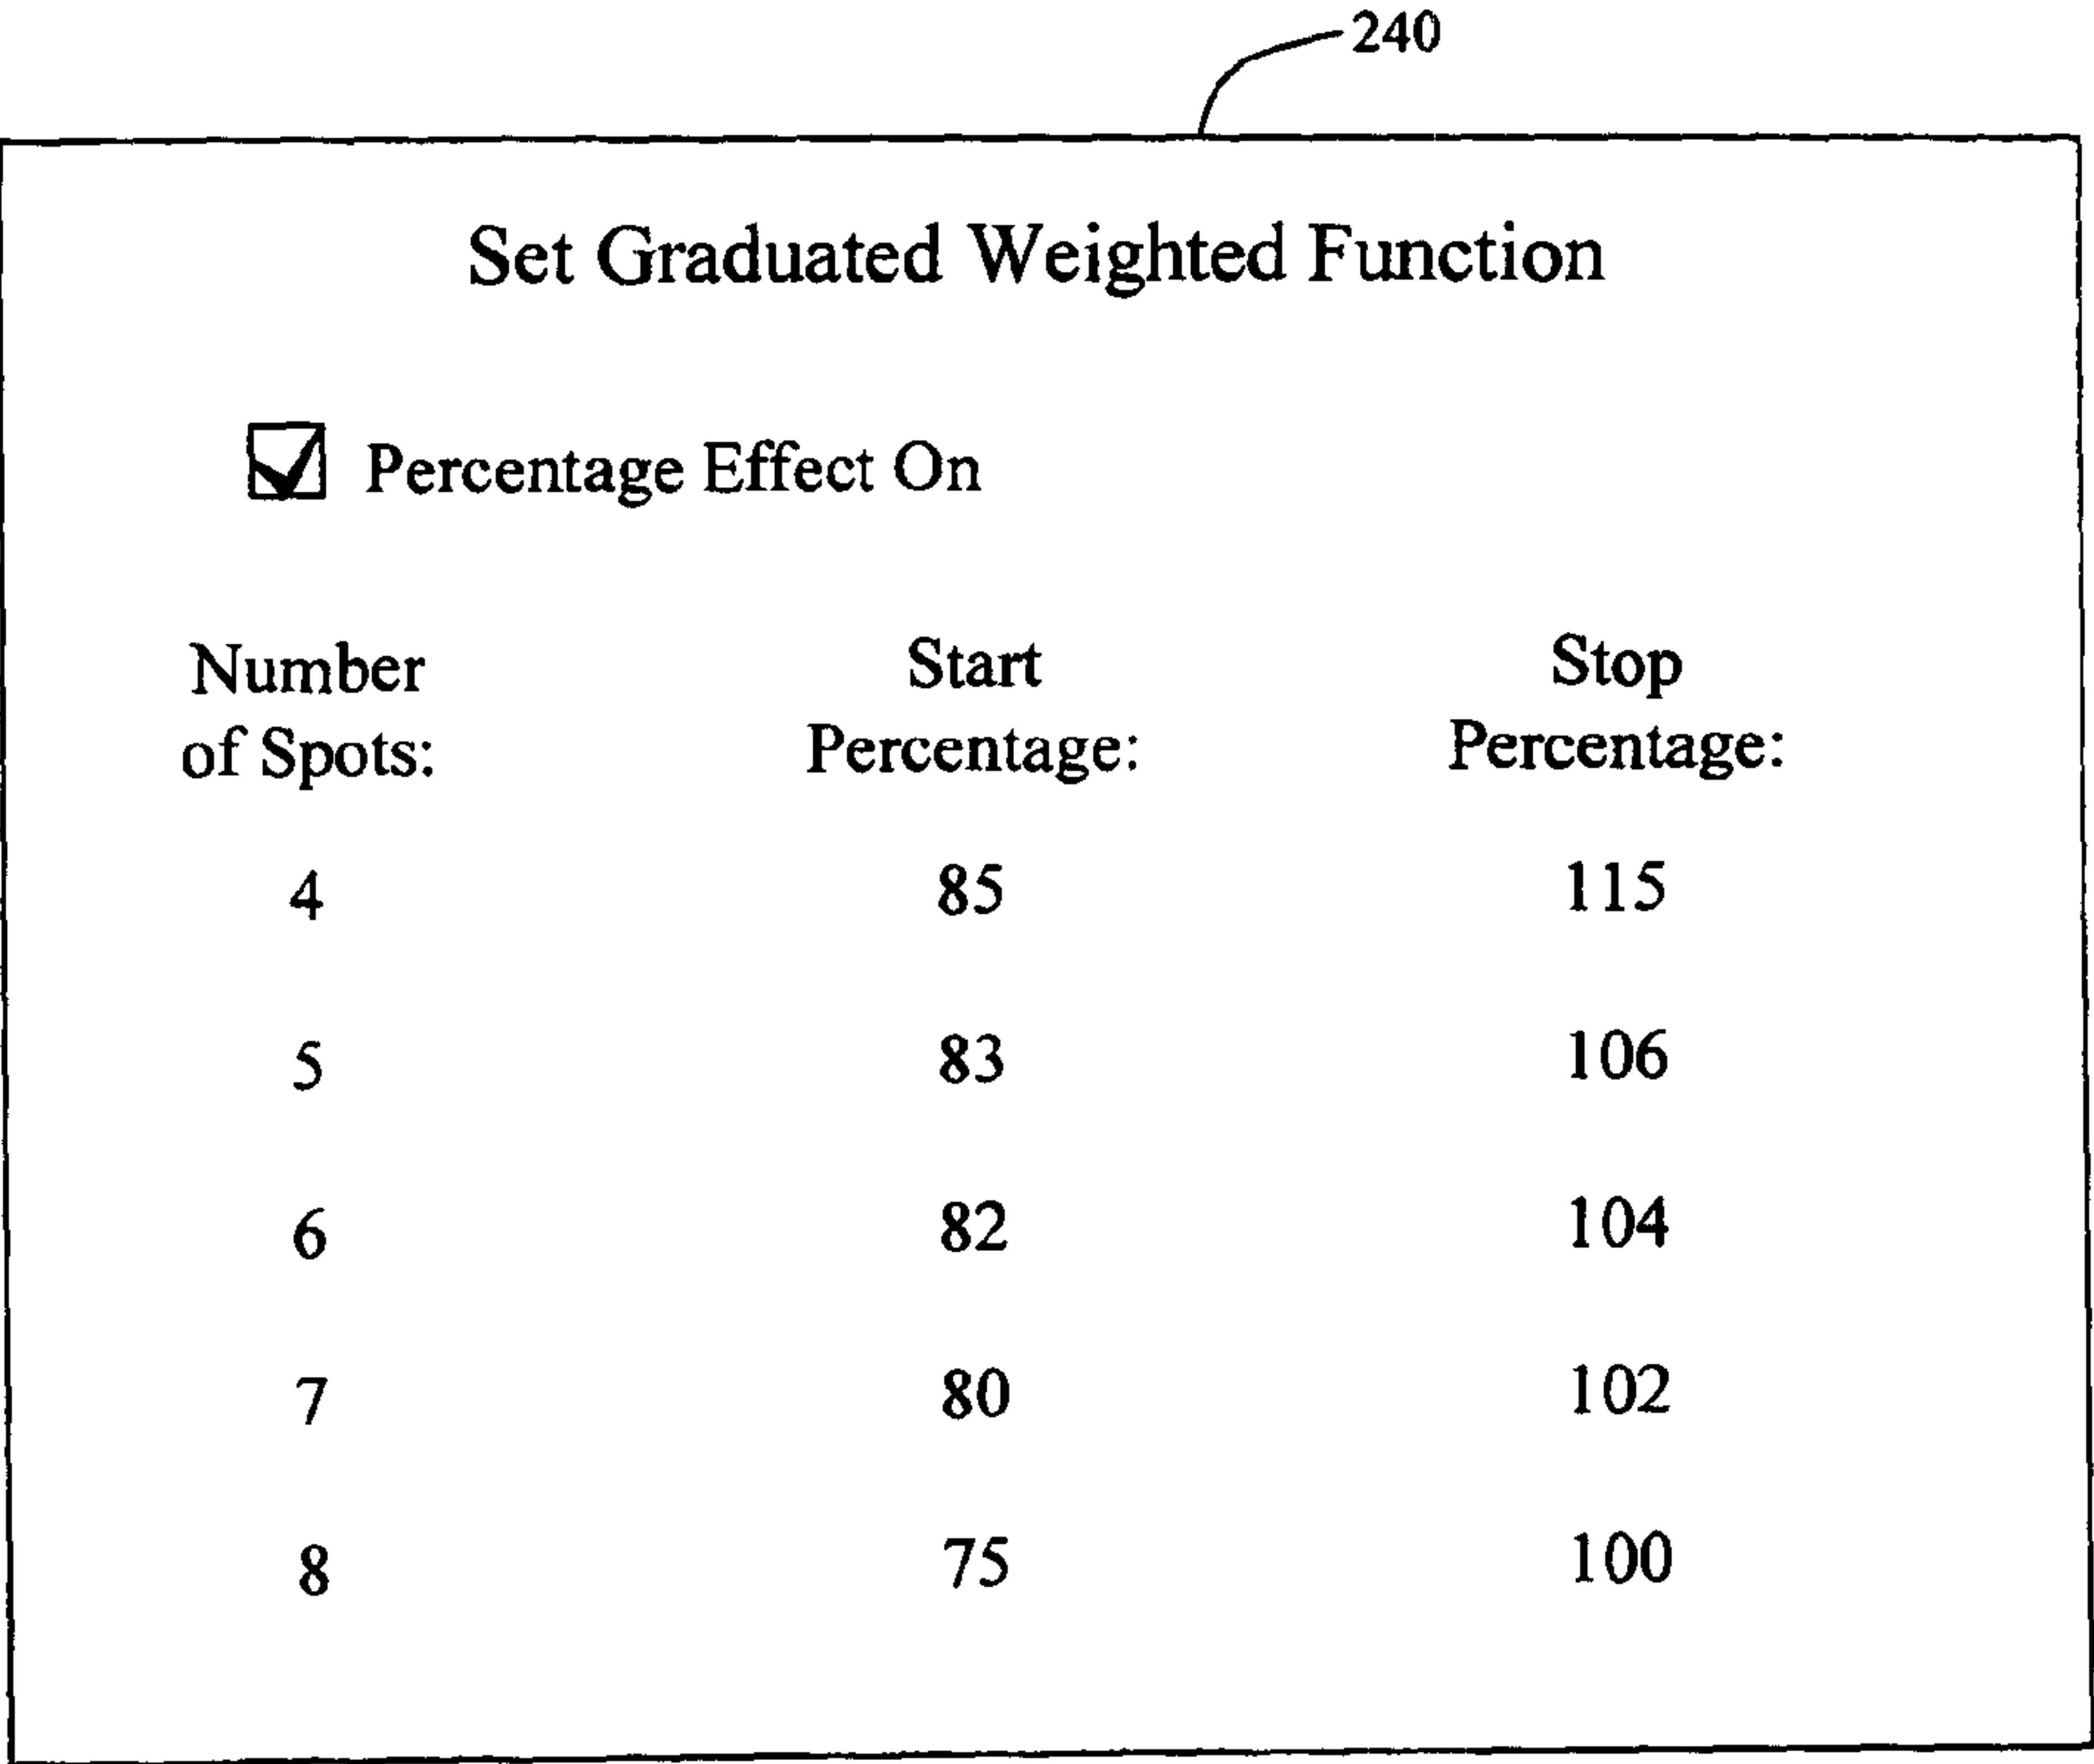 240
Set Graduated Weighted Function
Percentage Effect On
Number Start Stop
of Spots: Percentage: Percentage:
4 85 115
5 83 106
6 82 104
7 80 102
8 75 100